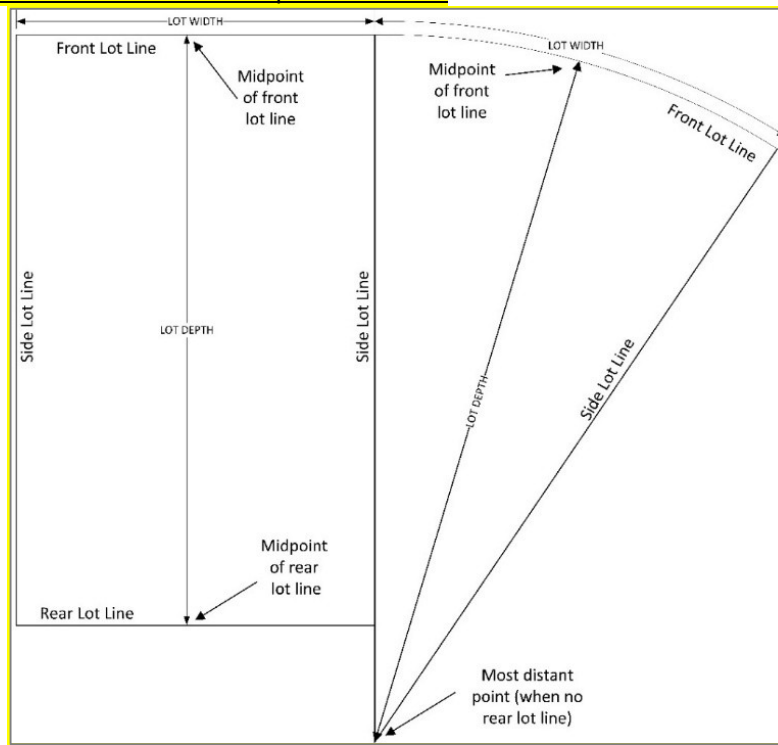 LOT WIDTH
Front Lot Line
Midpoint
of front
lot line
Midpoint
of front
lot line
LOT WIDTH
Front Lot Line
Side Lot Line
LOT DEPTH
Side Lot Line
LOT DEPTH
Side Lot Line
Midpoint
of rear
lot line
Rear Lot Line
Most distant
point (when no
rear lot line)